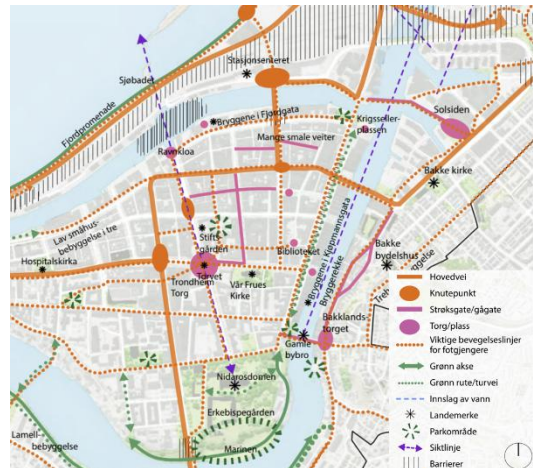 Stasjonsenteret
Sjøbadet
Fjordpromenade
Solsiden
Bryggene i Fjordgata
Krigsseiler-
plassen
Mange smale veiter
Ravnkloa
Bakke kirke
Lav småhus-
bebyggelse i tre
Stifts-
gården
Biblioteket
Bryggene i Kjøpmannsgata
Bryggerekke
Bakke
bydelshus
Hospitalskirka
Torvet
Trondheim
Torg
Vår Frues
Kirke
Bakklands-
torget
Gamle
bybro
Nidarosdomen
Erkebispegården
Marinen
Lamell-
bebyggelse
Hovedvei
Knutepunkt
Strøksgate/gågate
Torg/plass
Viktige bevegelseslinjer
for fotgjengere
Grønn akse
Grønn rute/turvei
Innslag av vann
Landemerke
Parkområde
Siktlinje
Barrierer